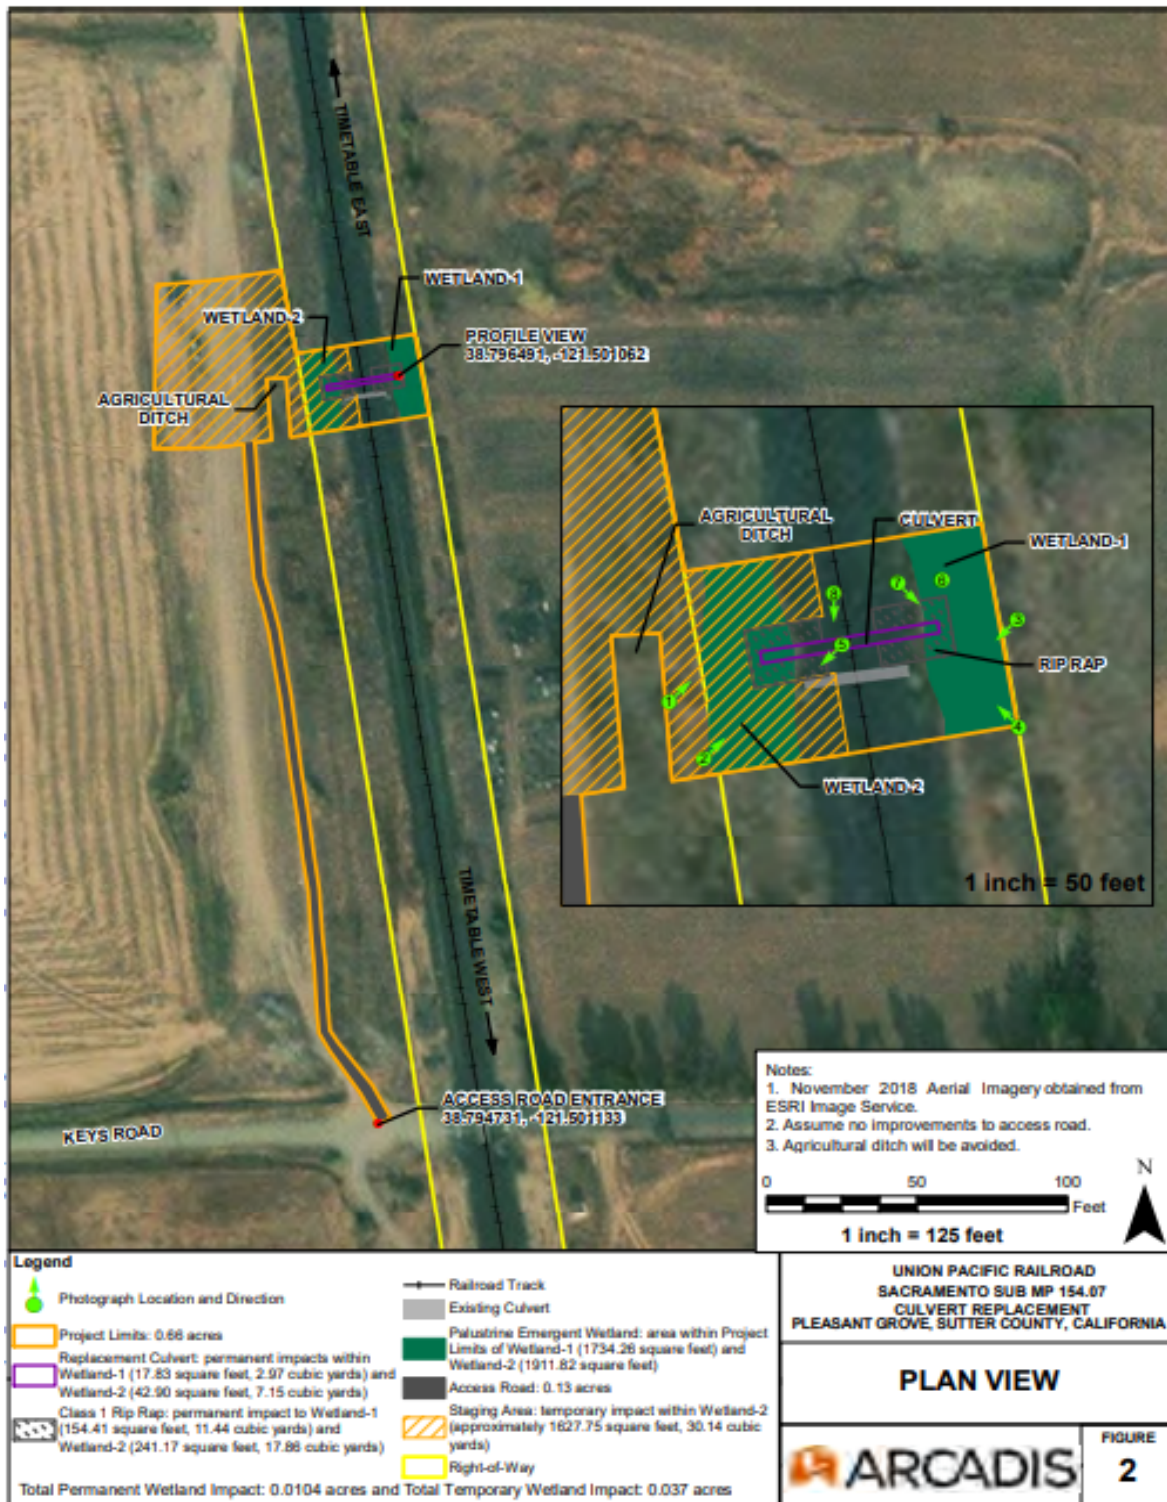 TIMETABLE EAST
WETLAND-1
WETLAND-2
PROFILE VIEW
38.796491, -121.501062
AGRICULTURAL
DITCH
AGRICULTURAL
DITCH
CULVERT
WETLAND-1
7
6
8
3
5
RIP RAP
1
4
2
WETLAND-2
1 inch = 50 feet
TIMETABLE WEST
ACCESS ROAD ENTRANCE
38.794731, -121.501133
KEYS ROAD
Notes:
1. November 2018 Aerial Imagery obtained from
ESRI Image Service.
2. Assume no improvements to access road.
3. Agricultural ditch will be avoided.
N
0 50 100
Feet
1 inch = 125 feet
Legend
Photograph Location and Direction
Project Limits: 0.66 acres
Replacement Culvert: permanent impacts within
Wetland-1 (17.83 square feet, 2.97 cubic yards) and
Wetland-2 (42.90 square feet, 7.15 cubic yards)
Class 1 Rip Rap: permanent impact to Wetland-1
(154.41 square feet, 11.44 cubic yards) and
Wetland-2 (241.17 square feet, 17.86 cubic yards)
Railroad Track
Existing Culvert
Palustrine Emergent Wetland: area within Project
Limits of Wetland-1 (1734.26 square feet) and
Wetland-2 (1911.82 square feet)
Access Road: 0.13 acres
Staging Area: temporary impact within Wetland-2
(approximately 1627.75 square feet, 30.14 cubic
yards)
Right-of-Way
Total Permanent Wetland Impact: 0.0104 acres and Total Temporary Wetland Impact: 0.037 acres
UNION PACIFIC RAILROAD
SACRAMENTO SUB MP 154.07
CULVERT REPLACEMENT
PLEASANT GROVE, SUTTER COUNTY, CALIFORNIA
PLAN VIEW
ARCADIS
FIGURE
2